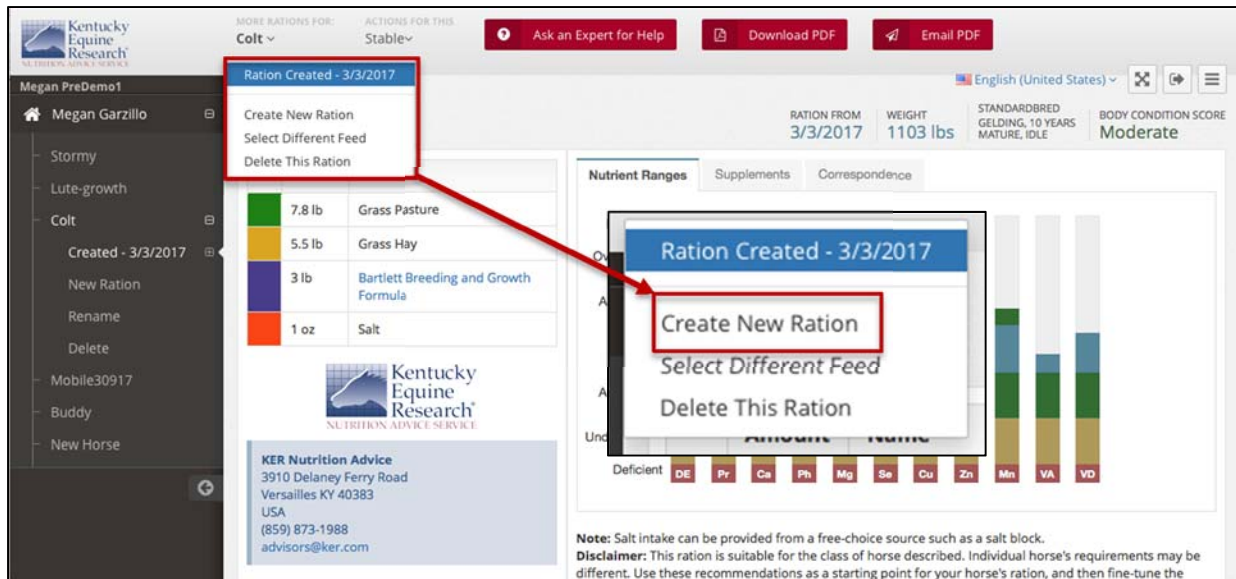 Kentucky
Equine
Research
NUTRITION ADVICE SERVICE
MORE RATIONS FOR:
Colt
ACTIONS FOR THIS
Stable
Ask an Expert for Help
Download PDF
Email PDF
Megan PreDemo1
Megan Garzillo
Stormy
Lute-growth
Colt
Created - 3/3/2017
New Ration
Rename
Delete
Mobile30917
Buddy
New Horse
Ration Created - 3/3/2017
Create New Ration
Select Different Feed
Delete This Ration
English (United States)
RATION FROM
3/3/2017
WEIGHT
1103 lbs
STANDARDBRED
GELDING, 10 YEARS
MATURE, IDLE
BODY CONDITION SCORE
Moderate
7.8 lb Grass Pasture
5.5 lb Grass Hay
3 lb Bartlett Breeding and Growth
Formula
1 oz Salt
Kentucky
Equine
Research
NUTRITION ADVICE SERVICE
KER Nutrition Advice
3910 Delaney Ferry Road
Versailles KY 40383
USA
(859) 873-1988
advisors@ker.com
Nutrient Ranges Supplements Correspondence
Ration Created - 3/3/2017
Create New Ration
Select Different Feed
Delete This Ration
Deficient DE Pr Ca Ph Mg Se Cu Zn Mn VA VD
Note: Salt intake can be provided from a free-choice source such as a salt block.
Disclaimer: This ration is suitable for the class of horse described. Individual horse's requirements may be
different. Use these recommendations as a starting point for your horse's ration, and then fine-tune the